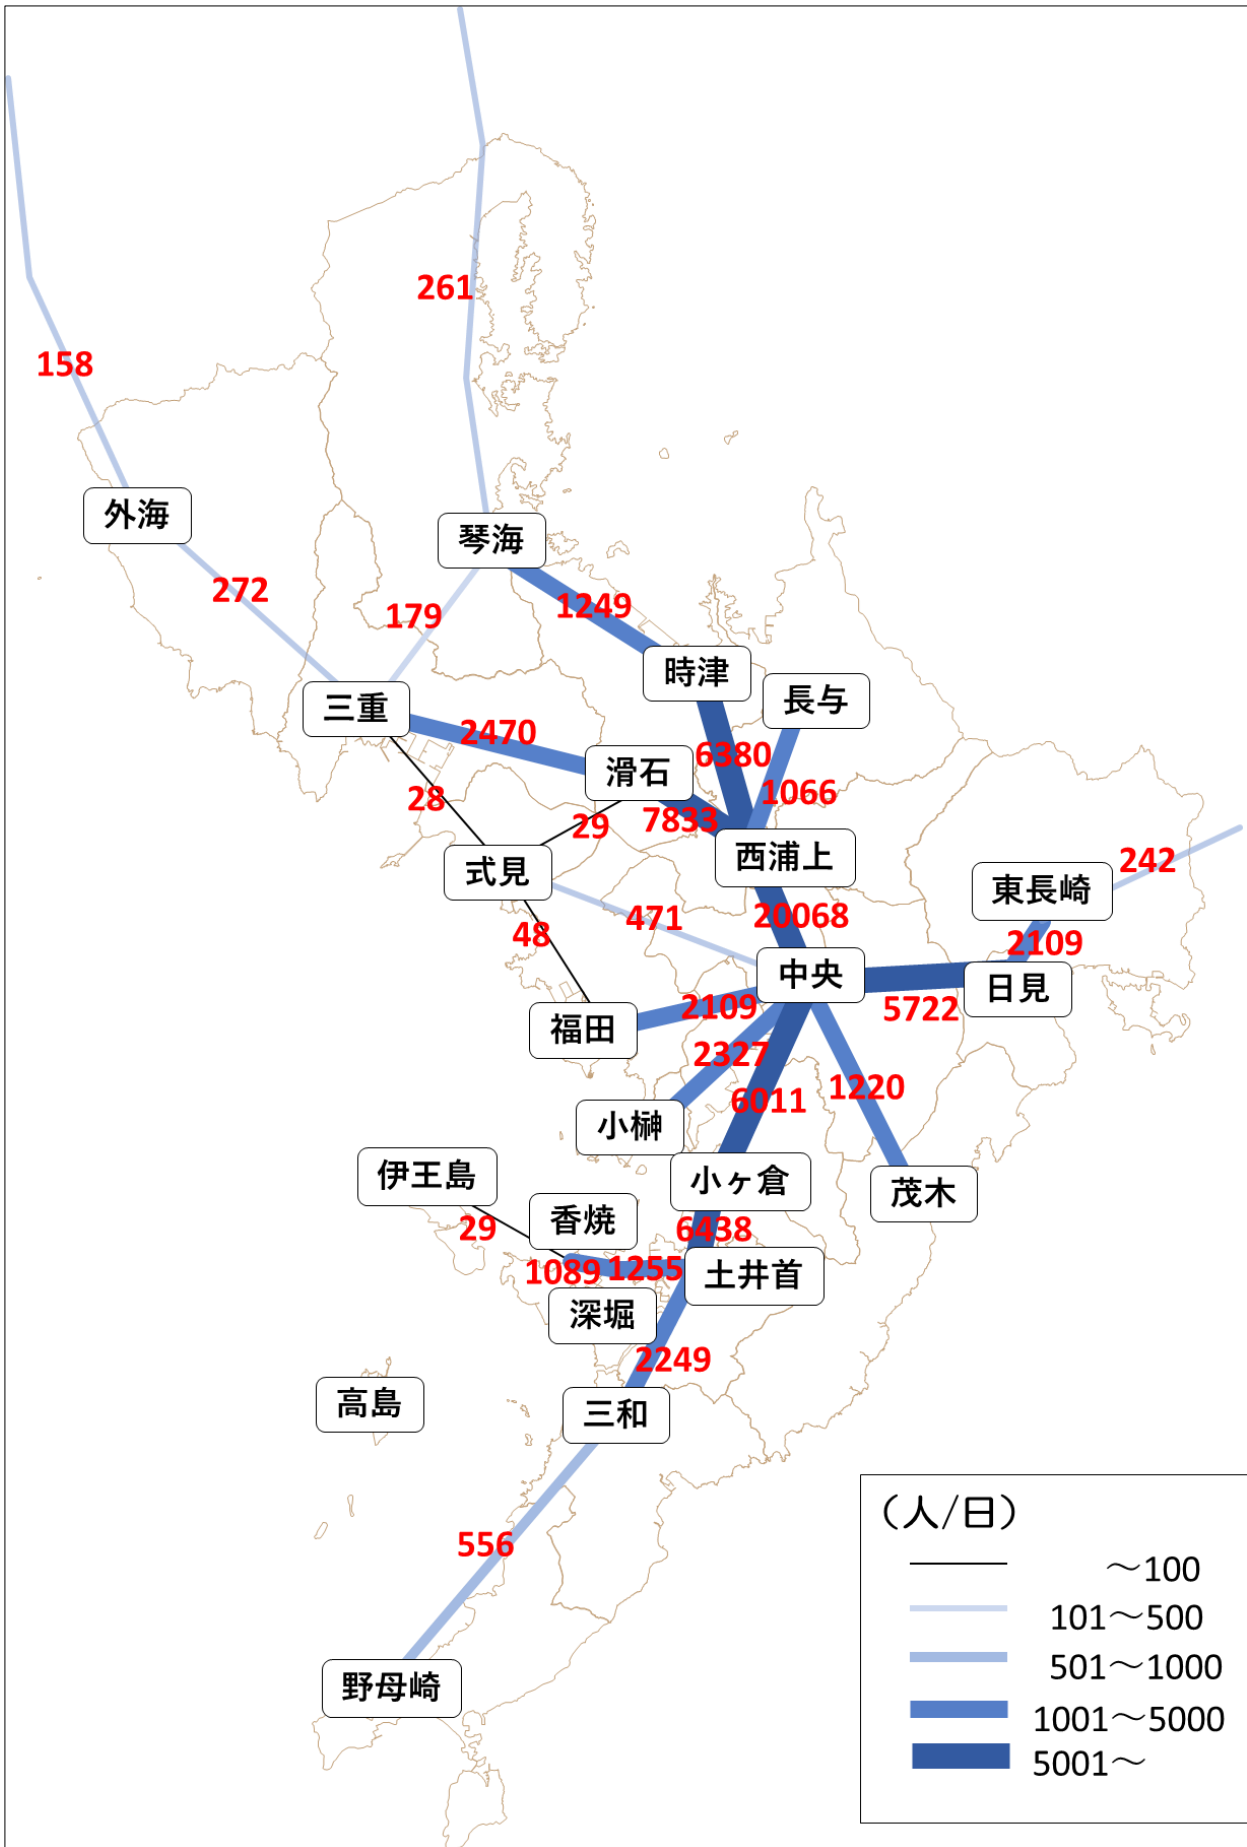 261
158
外海
琴海
272
179
1249
時津
三重
長与
2470
6380
滑石
28
1066
29
7833
西浦上
式見
242
東長崎
471
20068
48
2109
中央
日見
2109
5722
福田
2327
1220
6011
小榊
伊王島
小ヶ倉
茂木
香焼
29
6438
1089
1255
土井首
深堀
2249
高島
三和
556
野母崎
(人/日)
～100
101～500
501～1000
1001～5000
5001～